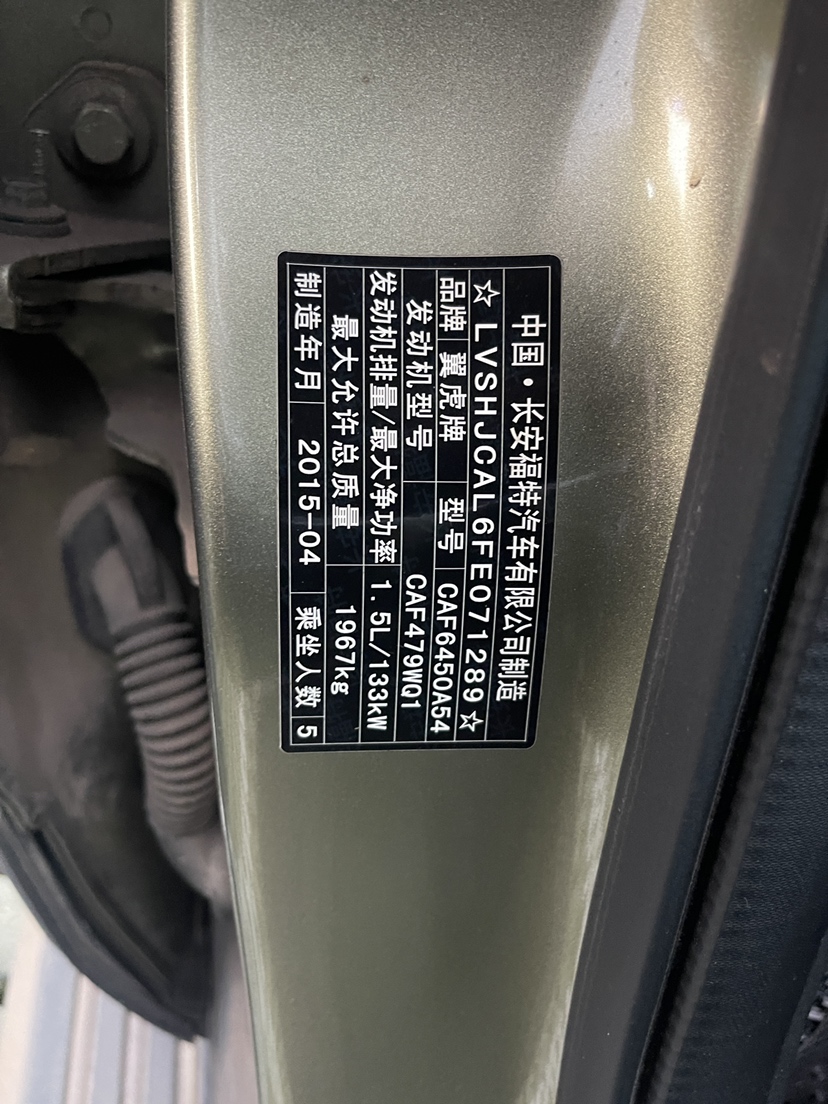 中国·长安福特汽车有限公司制造
☆LVSHJCAL6FE071289☆
品牌 翼虎牌 型号 CAF6450A54
发动机型号 CAF479WQ1
发动机排量/最大净功率 1.5L/133kW
最大允许总质量 1967kg
制造年月 2015-04 乘坐人数 5